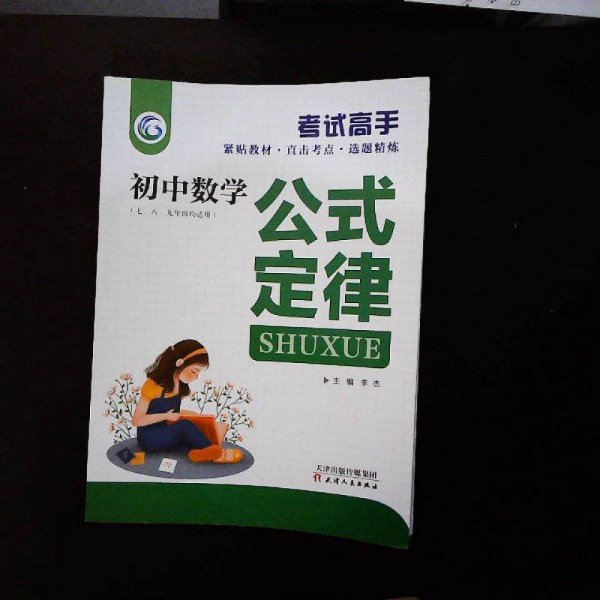 考试高手
紧贴教材·直击考点·选题精炼
初中数学
(七、八、九年级均适用)
公式
定律
SHUXUE
主编 李杰
天津出版传媒集团
天津人民出版社